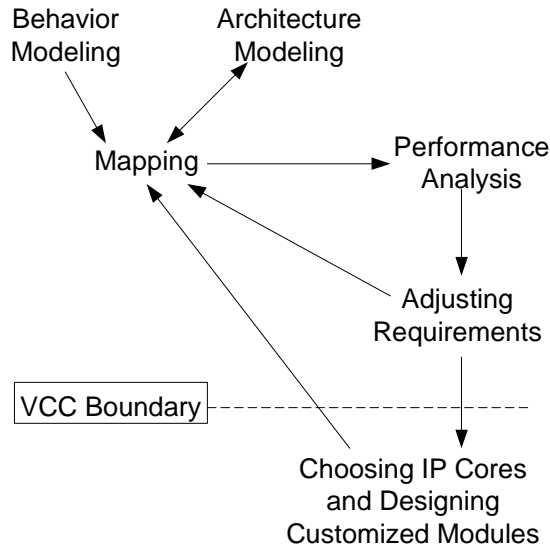 Behavior
Modeling
Architecture
Modeling
Mapping
Performance
Analysis
Adjusting
Requirements
VCC Boundary
Choosing IP Cores
and Designing
Customized Modules